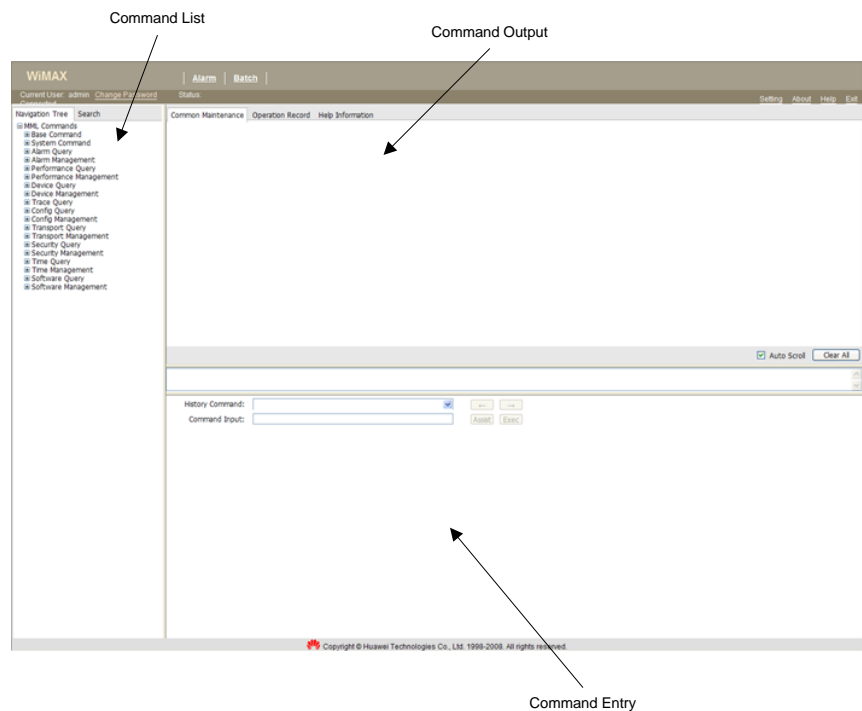 Command List
Command Output
WiMAX
Alarm Batch
Current User: admin Change Password Status:
Connected
Setting About Help Exit
Navigation Tree Search
Common Maintenance Operation Record Help Information
MML Commands
Base Command
System Command
Alarm Query
Alarm Management
Performance Query
Performance Management
Device Query
Device Management
Trace Query
Config Query
Config Management
Transport Query
Transport Management
Security Query
Security Management
Time Query
Time Management
Software Query
Software Management
Auto Scroll Clear All
History Command:
Command Input: Assist Exec
Copyright © Huawei Technologies Co., Ltd. 1998-2008. All rights reserved.
Command Entry